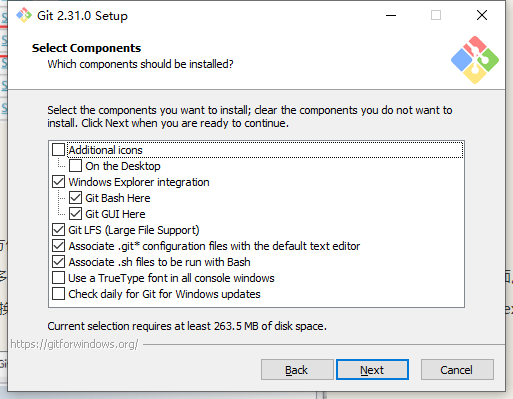 Git 2.31.0 Setup
Select Components
Which components should be installed?
Select the components you want to install; clear the components you do not want to
install. Click Next when you are ready to continue.
Additional icons
On the Desktop
Windows Explorer integration
Git Bash Here
Git GUI Here
Git LFS (Large File Support)
Associate .git* configuration files with the default text editor
Associate .sh files to be run with Bash
Use a TrueType font in all console windows
Check daily for Git for Windows updates
Current selection requires at least 263.5 MB of disk space.
https://gitforwindows.org/
Back
Next
Cancel